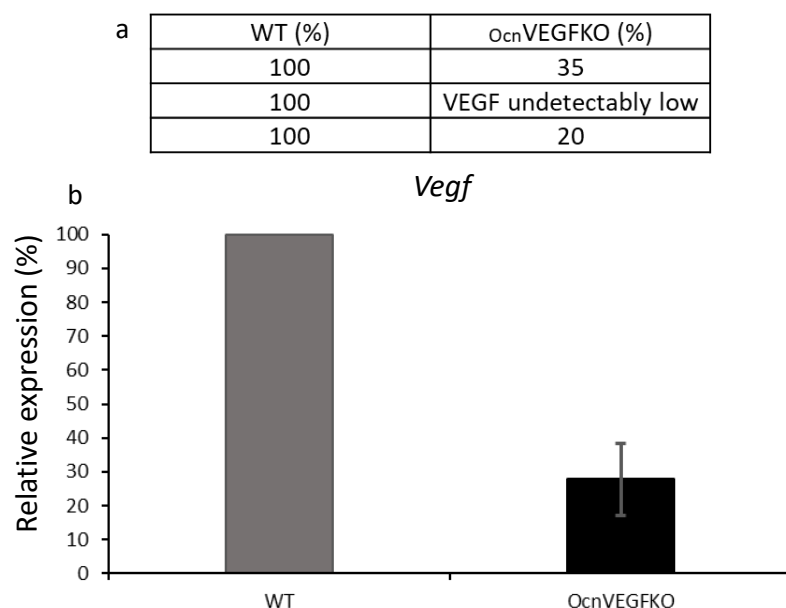 a
WT (%) OcnVEGFKO (%)
100 35
100 VEGF undetectably low
100 20
b
Vegf
Relative expression (%)
100
90
80
70
60
50
40
30
20
10
0
WT OcnVEGFKO